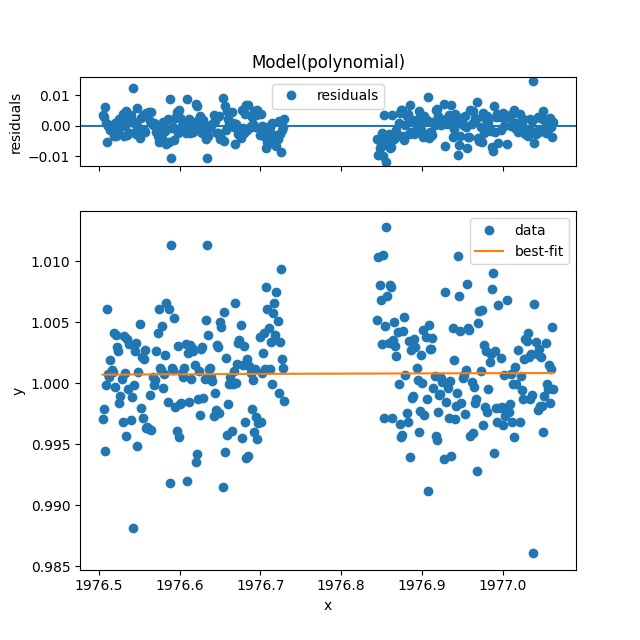 Model(polynomial)
residuals
0.01
0.00
−0.01
residuals
y
1.010
1.005
1.000
0.995
0.990
0.985
data
best-fit
1976.5 1976.6 1976.7 1976.8 1976.9 1977.0
x